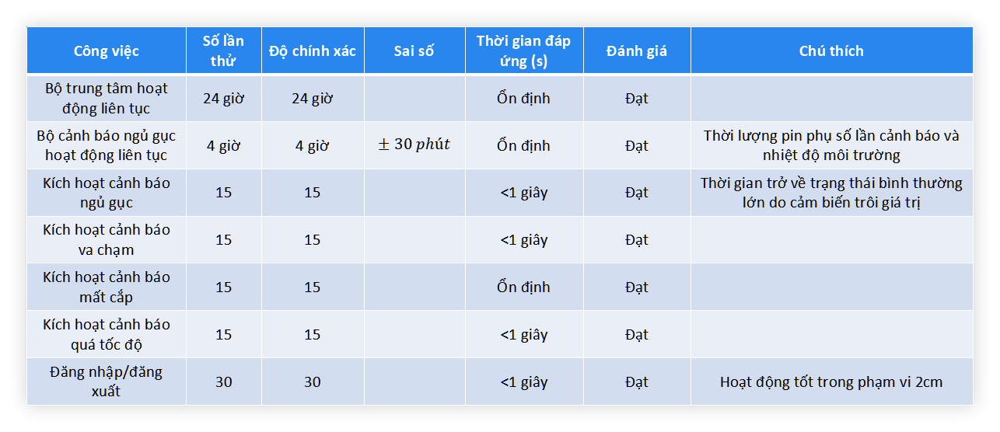 Công việc
Số lần
thử
Độ chính xác
Sai số
Thời gian đáp
ứng (s)
Đánh giá
Chú thích
Bộ trung tâm hoạt
động liên tục
24 giờ
24 giờ
Ổn định
Đạt
Bộ cảnh báo ngủ gục
hoạt động liên tục
4 giờ
4 giờ
± 30 phút
Ổn định
Đạt
Thời lượng pin phụ số lần cảnh báo và
nhiệt độ môi trường
Kích hoạt cảnh báo
ngủ gục
15
15
<1 giây
Đạt
Thời gian trở về trạng thái bình thường
lớn do cảm biến trôi giá trị
Kích hoạt cảnh báo
va chạm
15
15
<1 giây
Đạt
Kích hoạt cảnh báo
mất cắp
15
15
Ổn định
Đạt
Kích hoạt cảnh báo
quá tốc độ
15
15
<1 giây
Đạt
Đăng nhập/đăng
xuất
30
30
<1 giây
Đạt
Hoạt động tốt trong phạm vi 2cm